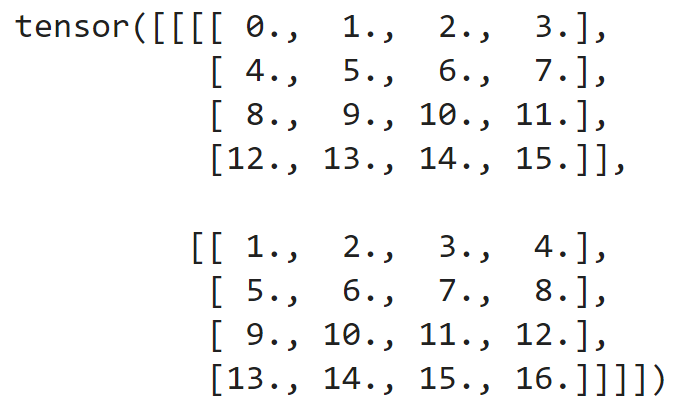 tensor([[[[ 0.,  1.,  2.,  3.],
          [ 4.,  5.,  6.,  7.],
          [ 8.,  9., 10., 11.],
          [12., 13., 14., 15.]],

         [[ 1.,  2.,  3.,  4.],
          [ 5.,  6.,  7.,  8.],
          [ 9., 10., 11., 12.],
          [13., 14., 15., 16.]]]])